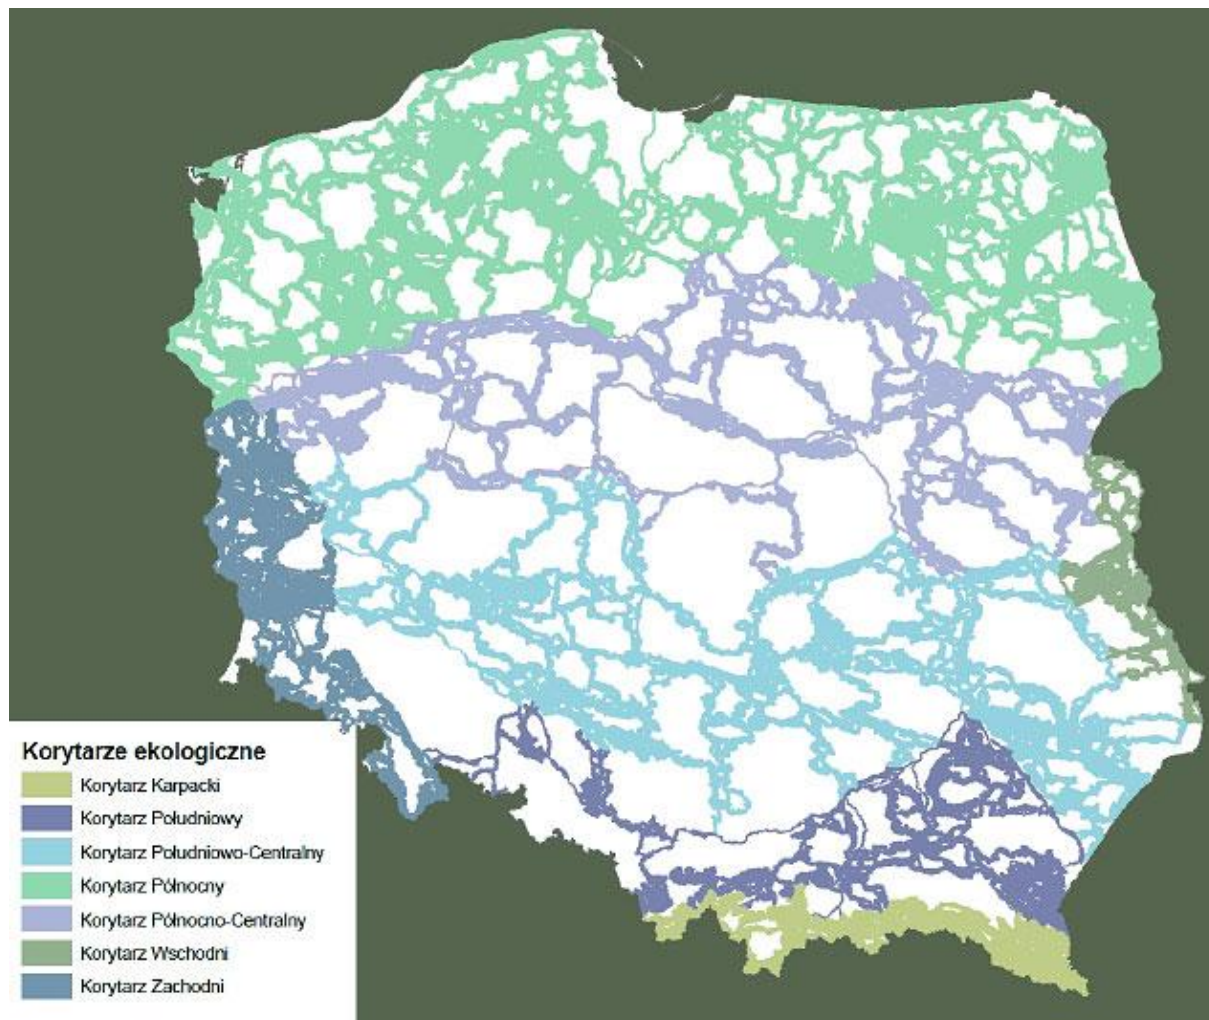 Korytarze ekologiczne
Korytarz Karpacki
Korytarz Południowy
Korytarz Południowo-Centralny
Korytarz Północny
Korytarz Północno-Centralny
Korytarz Wschodni
Korytarz Zachodni